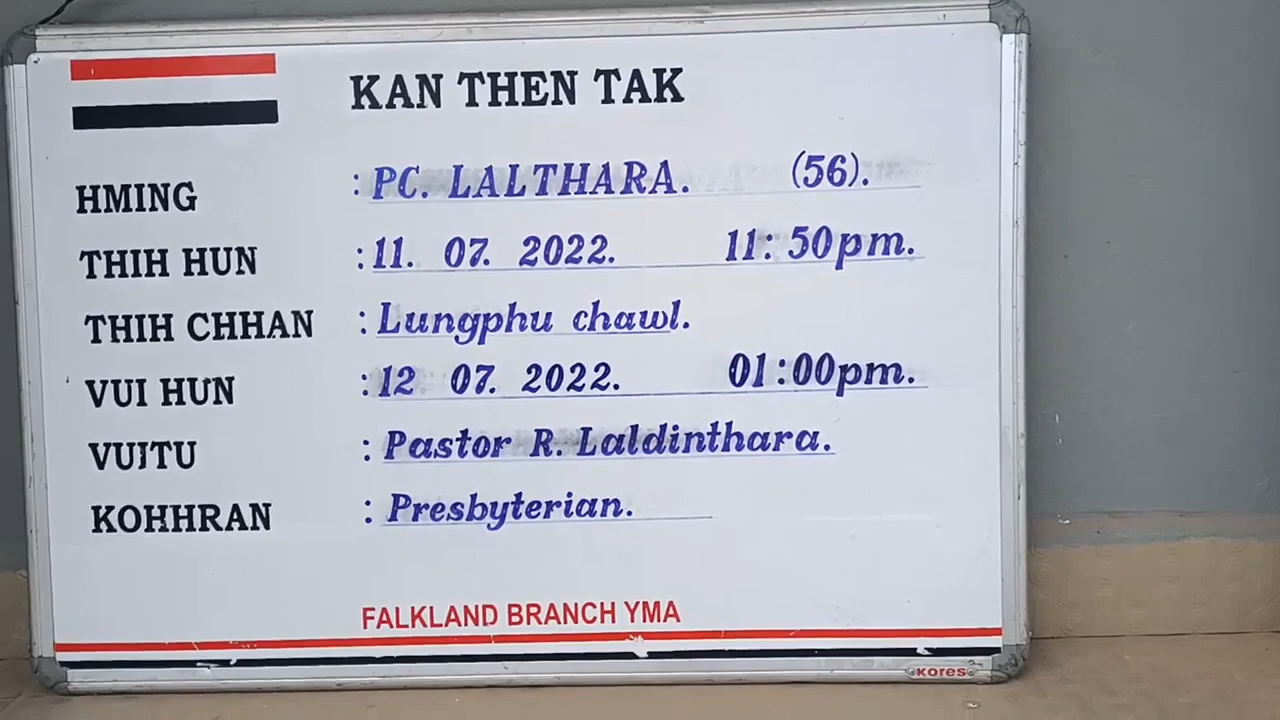 KAN THEN TAK
HMING : PC. LALTHARA. (56).
THIH HUN : 11. 07. 2022. 11:50pm.
THIH CHHAN : Lungphu chawl.
VUI HUN : 12 07. 2022. 01:00pm.
VUITU : Pastor R. Laldinthara.
KOHHRAN : Presbyterian.
FALKLAND BRANCH YMA
Kores